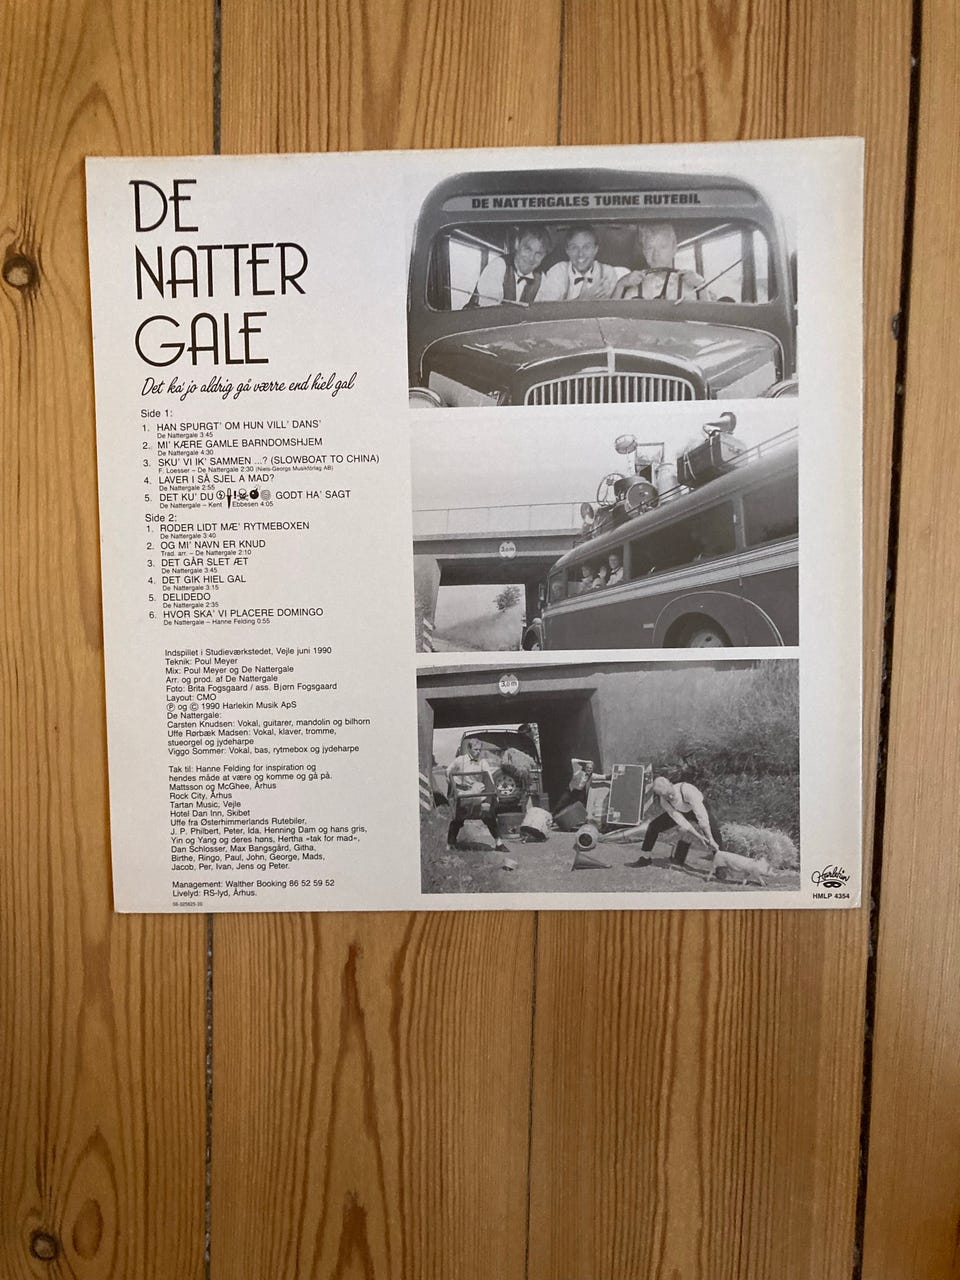 DE
NATTER
GALE
Det ka' jo aldrig gå værre end hiel gal
Side 1:
1. HAN SPURGT' OM HUN VILL' DANS'
De Nattergale 3:45
2. MI' KÆRE GAMLE BARNDOMSHJEM
De Nattergale 4:30
3. SKU' VI IK' SAMMEN ...? (SLOWBOAT TO CHINA)
F. Loesser – De Nattergale 2:30 (Niels-Georgs Musikförlag AB)
4. LAVER I SÅ SJEL A MAD?
De Nattergale 2:55
5. DET KU' DU GODT HA' SAGT
De Nattergale – Kent Ebbesen 4:05
Side 2:
1. RODER LIDT MÆ' RYTMEBOXEN
De Nattergale 3:40
2. OG MI' NAVN ER KNUD
Trad. arr. – De Nattergale 2:10
3. DET GÅR SLET ÆT
De Nattergale 3:45
4. DET GIK HIEL GAL
De Nattergale 3:15
5. DELIDEDO
De Nattergale 2:35
6. HVOR SKA' VI PLACERE DOMINGO
De Nattergale – Hanne Felding 0:55
Indspillet i Studieværkstedet, Vejle juni 1990
Teknik: Poul Meyer
Mix: Poul Meyer og De Nattergale
Arr. og prod. af De Nattergale
Foto: Brita Fogsgaard / ass. Bjørn Fogsgaard
Layout: CMO
Ⓟ og © 1990 Harlekin Musik ApS
De Nattergale:
Carsten Knudsen: Vokal, guitarer, mandolin og bilhorn
Uffe Rørbæk Madsen: Vokal, klaver, tromme,
stueorgel og jydeharpe
Viggo Sommer: Vokal, bas, rytmebox og jydeharpe
Tak til: Hanne Felding for inspiration og
hendes måde at være og komme og gå på.
Mattsson og McGhee, Århus
Rock City, Århus
Tartan Music, Vejle
Hotel Dan Inn, Skibet
Uffe fra Østerhimmerlands Rutebiler,
J. P. Philbert, Peter, Ida, Henning Dam og hans gris,
Yin og Yang og deres høns, Hertha »tak for mad«,
Dan Schlosser, Max Bangsgård, Githa,
Birthe, Ringo, Paul, John, George, Mads,
Jacob, Per, Ivan, Jens og Peter.
Management: Walther Booking 86 52 59 52
Livelyd: RS-lyd, Århus.
DE NATTERGALES TURNE RUTEBIL
3,0 m
3,0 m
Harlekin
HMLP 4354